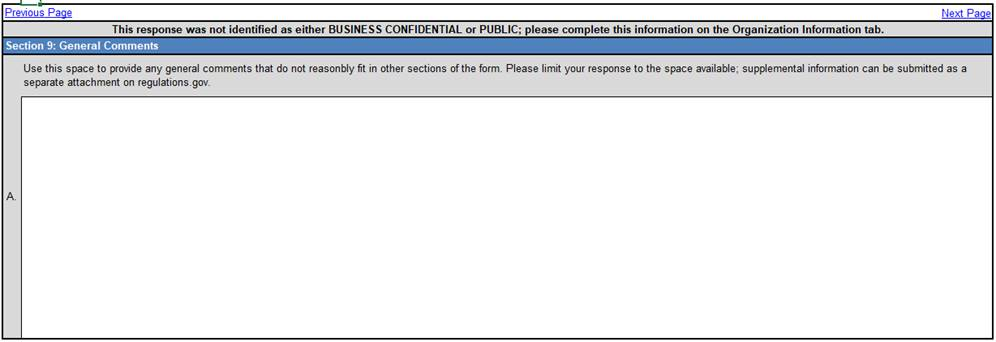 Previous Page
Next Page
This response was not identified as either BUSINESS CONFIDENTIAL or PUBLIC; please complete this information on the Organization Information tab.
Section 9: General Comments
Use this space to provide any general comments that do not reasonbly fit in other sections of the form. Please limit your response to the space available; supplemental information can be submitted as a
separate attachment on regulations.gov.
A.